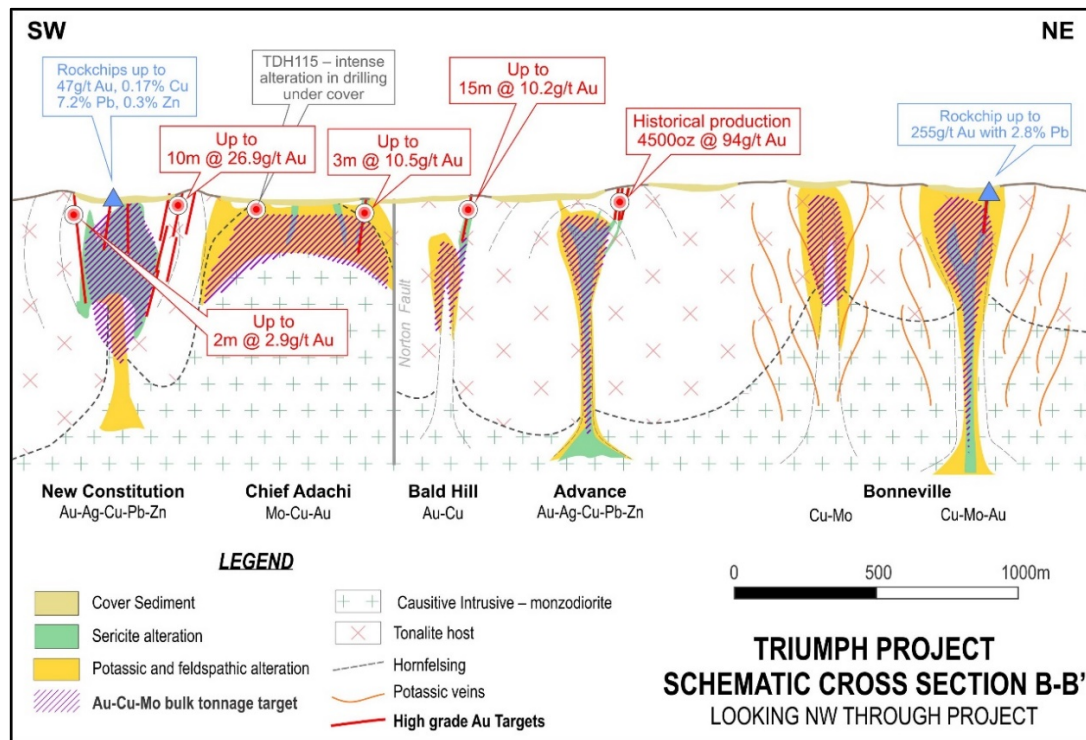 SW
NE
Rockchips up to
47g/t Au, 0.17% Cu
7.2% Pb, 0.3% Zn
TDH115 – intense
alteration in drilling
under cover
Up to
10m @ 26.9g/t Au
Up to
3m @ 10.5g/t Au
Up to
15m @ 10.2g/t Au
Historical production
4500oz @ 94g/t Au
Rockchip up to
255g/t Au with 2.8% Pb
Up to
2m @ 2.9g/t Au
Norton Fault
New Constitution
Au-Ag-Cu-Pb-Zn
Chief Adachi
Mo-Cu-Au
Bald Hill
Au-Cu
Advance
Au-Ag-Cu-Pb-Zn
Bonneville
Cu-Mo
Cu-Mo-Au
LEGEND
Cover Sediment
Sericite alteration
Potassic and feldspathic alteration
Au-Cu-Mo bulk tonnage target
Causitive Intrusive – monzodiorite
Tonalite host
Hornfelsing
Potassic veins
High grade Au Targets
0 500 1000m
TRIUMPH PROJECT
SCHEMATIC CROSS SECTION B-B'
LOOKING NW THROUGH PROJECT